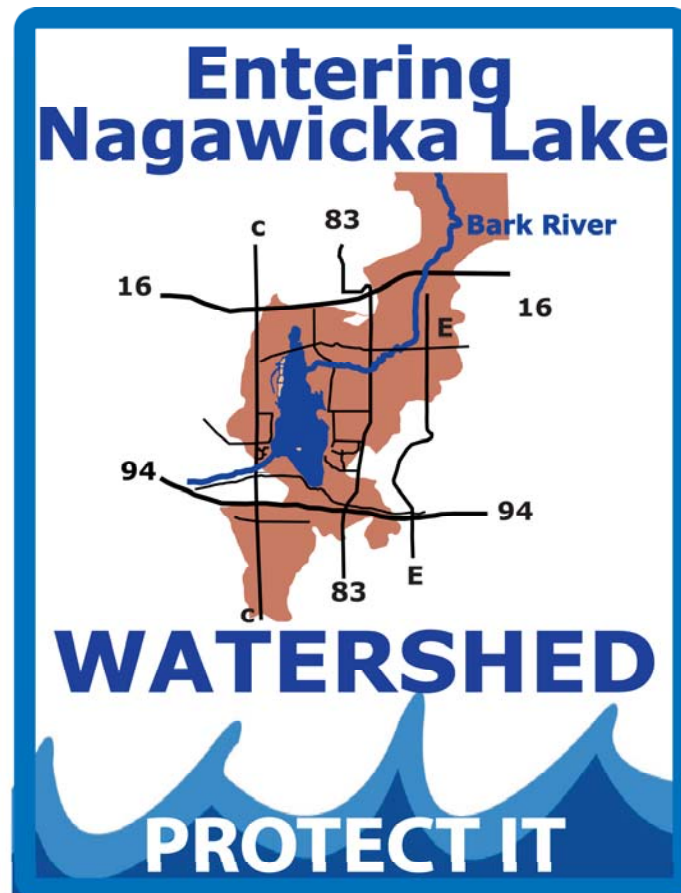 Entering
Nagawicka Lake
83
c
Bark River
16
16
E
94
94
E
83
c
WATERSHED
PROTECT IT